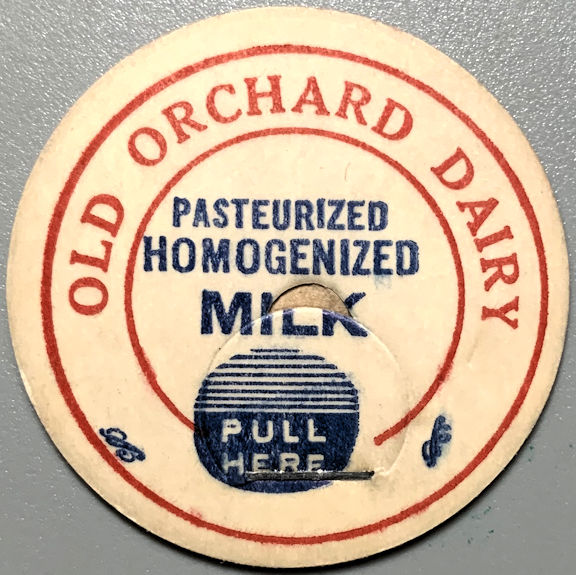 OLD ORCHARD DAIRY
PASTEURIZED
HOMOGENIZED
MILK
PULL
HERE